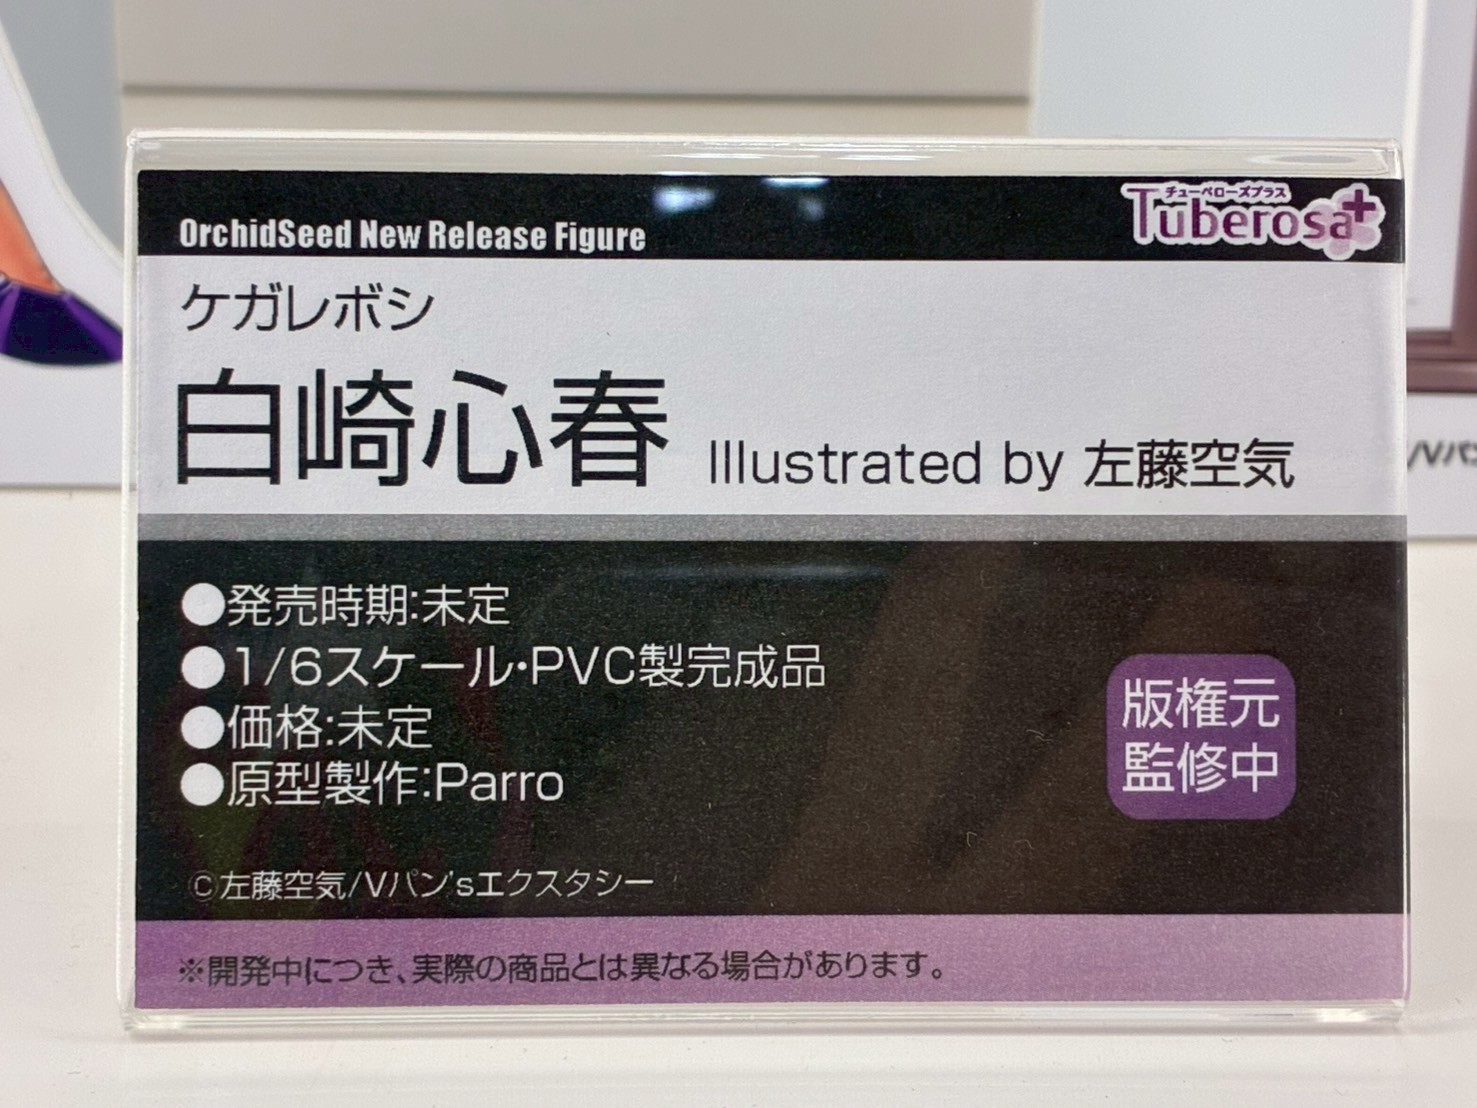 OrchidSeed New Release Figure
チューベローズプラス
Tuberosa+
ケガレボシ
白崎心春 Illustrated by 左藤空気
●発売時期:未定
●1/6スケール・PVC製完成品
●価格:未定
●原型製作:Parro
版権元
監修中
©左藤空気/Vパン'sエクスタシー
※開発中につき、実際の商品とは異なる場合があります。
/Vパン